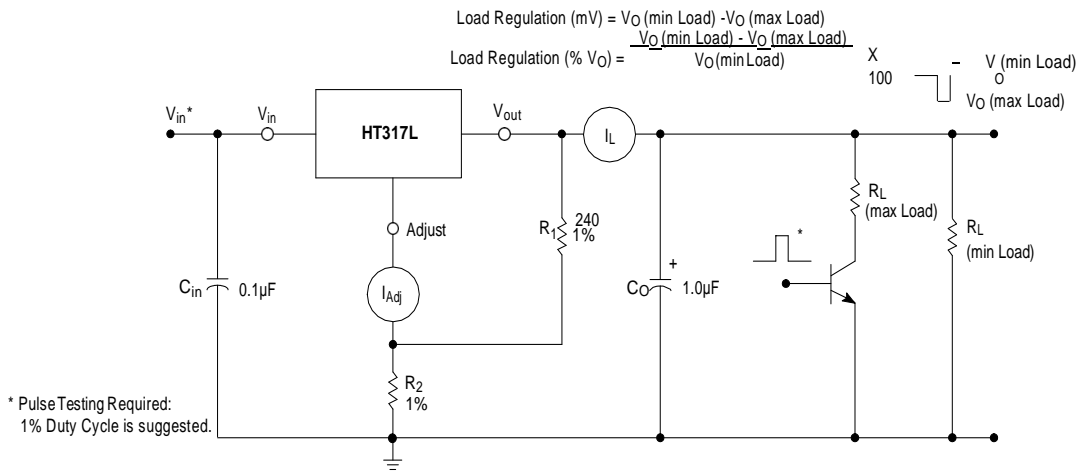 Load Regulation (mV) = VO (min Load) -VO (max Load)
Load Regulation (% VO) = VO (min Load) - VO (max Load)
VO (min Load)
X
100
VO (min Load)
VO (max Load)
Vin*
Vin
HT317L
Vout
IL
Adjust
R1
240
1%
RL
(max Load)
RL
(min Load)
*
Cin
0.1µF
IAdj
+
CO
1.0µF
R2
1%
* Pulse Testing Required:
1% Duty Cycle is suggested.